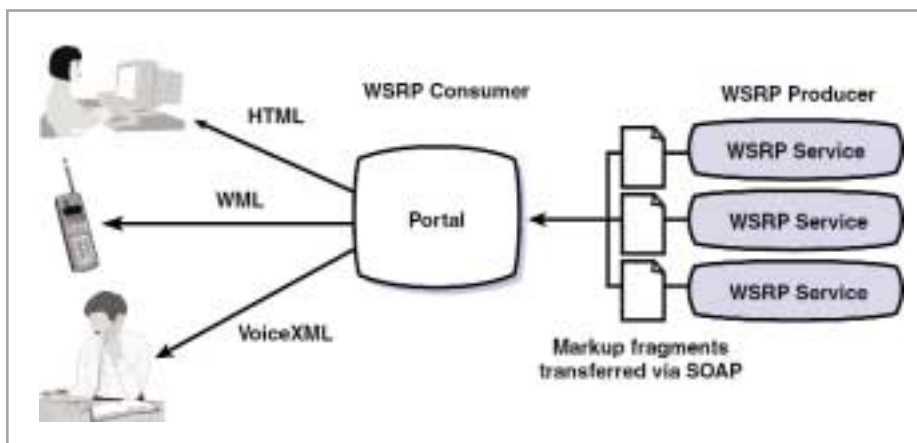 WSRP Consumer
WSRP Producer
HTML
WML
VoiceXML
Portal
WSRP Service
WSRP Service
WSRP Service
Markup fragments
transferred via SOAP